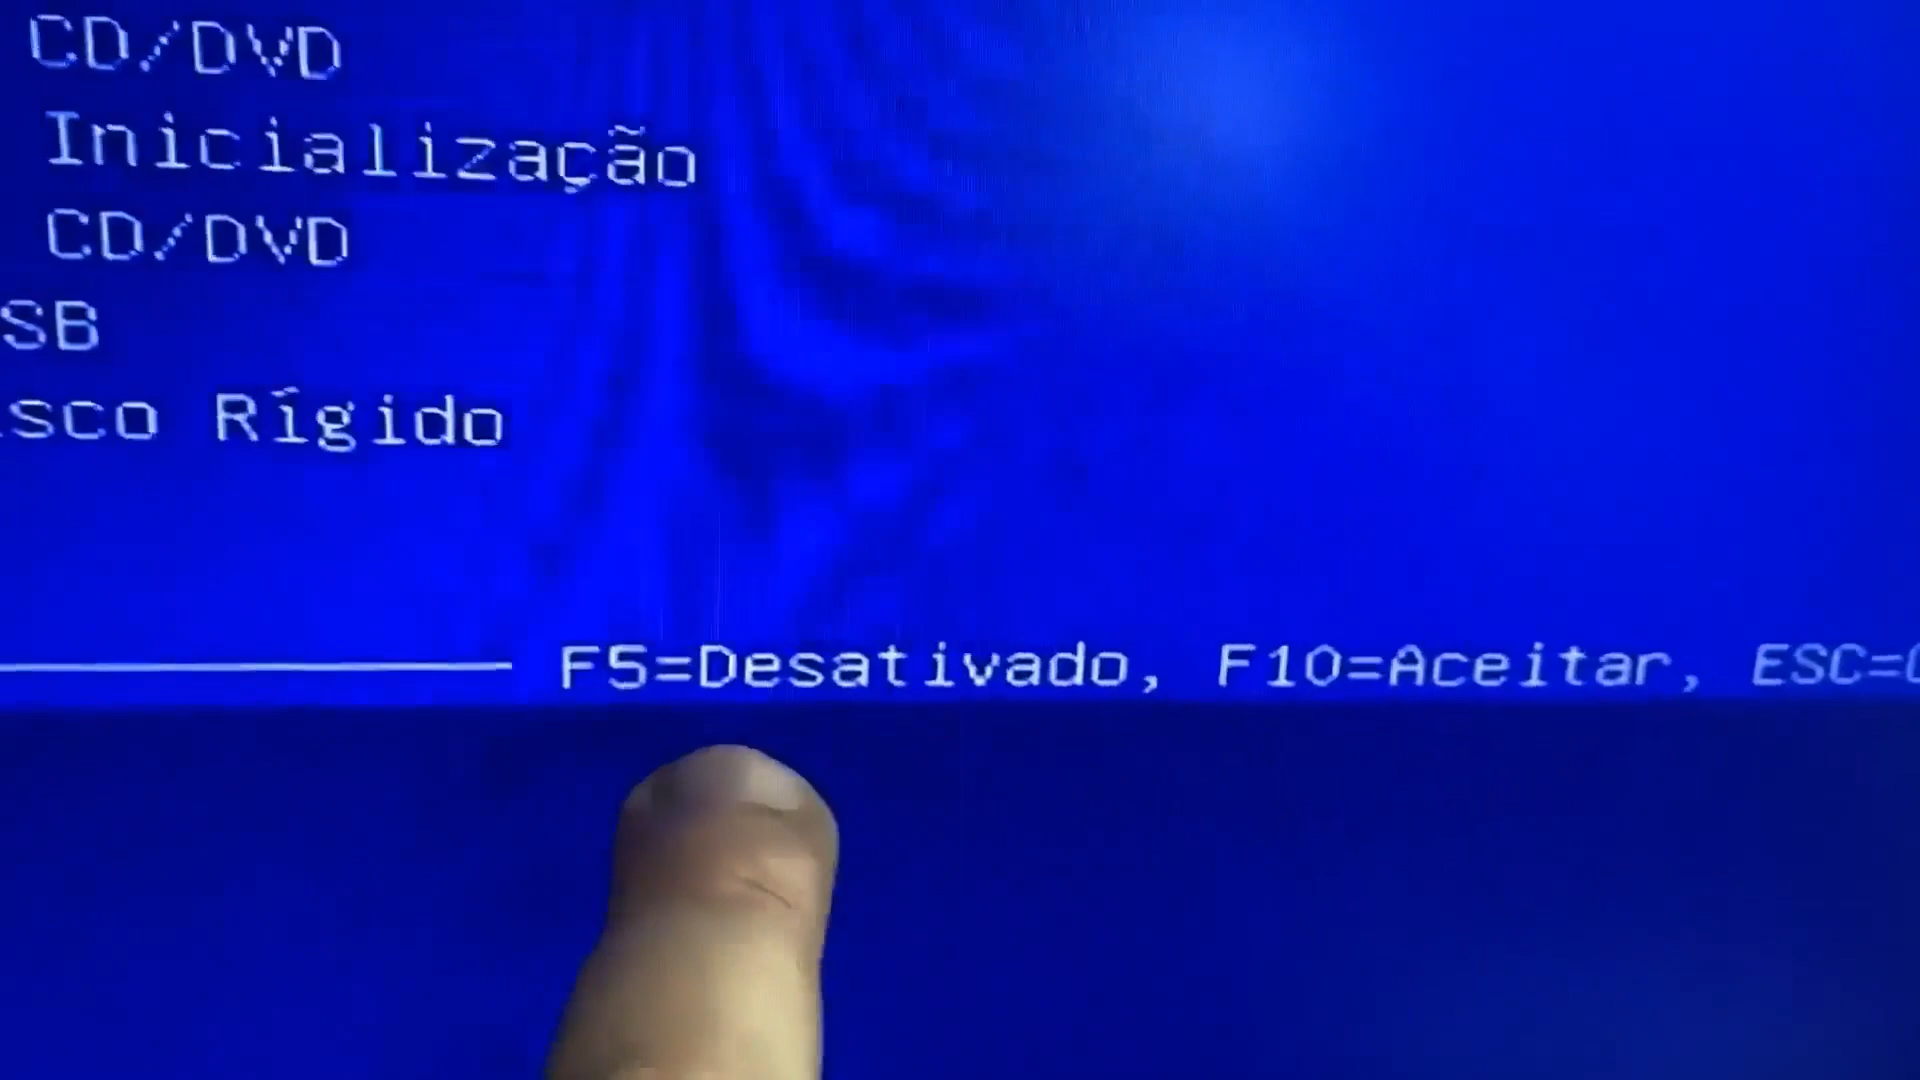 CD/DVD
Inicialização
CD/DVD
SB
sco Rígido
F5=Desativado, F10=Aceitar, ESC=